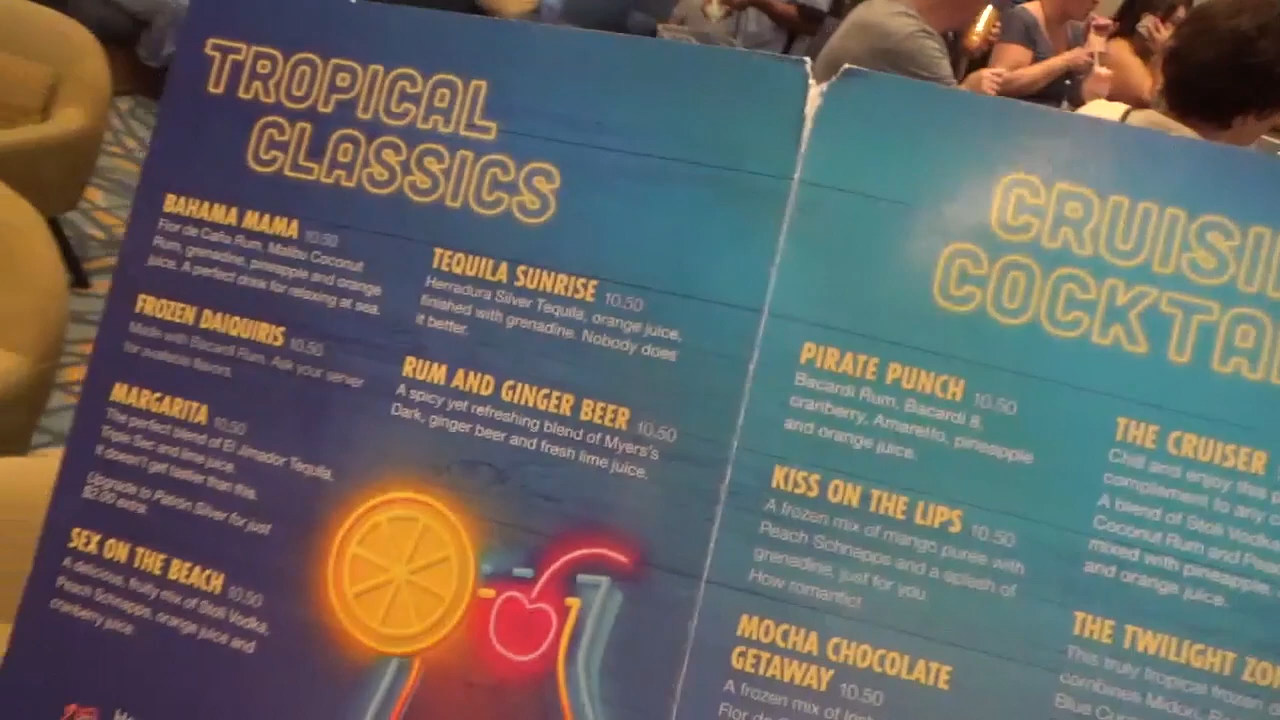 TROPICAL
CLASSICS
BAHAMA MAMA 10.50
Flor de Caña Rum, Malibu Coconut
Rum, grenadine, pineapple and orange
juice. A perfect drink for relaxing at sea.
FROZEN DAIQUIRIS 10.50
Made with Bacardi Rum. Ask your server
for available flavors.
MARGARITA 10.50
The perfect blend of El Jimador Tequila,
Triple Sec and lime juice.
It doesn't get better than this.
Upgrade to Patrón Silver for just
$2.00 extra.
SEX ON THE BEACH 10.50
A delicious, fruity mix of Stoli Vodka,
Peach Schnapps, orange juice and
cranberry juice.
TEQUILA SUNRISE 10.50
Herradura Silver Tequila, orange juice,
finished with grenadine. Nobody does
it better.
RUM AND GINGER BEER 10.50
A spicy yet refreshing blend of Myers's
Dark, ginger beer and fresh lime juice.
CRUISI
COCKTA
PIRATE PUNCH 10.50
Bacardi Rum, Bacardi 8,
cranberry, Amaretto, pineapple
and orange juice.
KISS ON THE LIPS 10.50
A frozen mix of mango purée with
Peach Schnapps and a splash of
grenadine, just for you.
How romantic!
MOCHA CHOCOLATE
GETAWAY 10.50
A frozen mix of
Flor de
THE CRUISER
Chill and enjoy this
complement to any
A blend of Stoli Vodka
Coconut Rum and
mixed with pineapple
and orange juice.
THE TWILIGHT ZO
This truly tropical frozen
combines Midori,
Blue